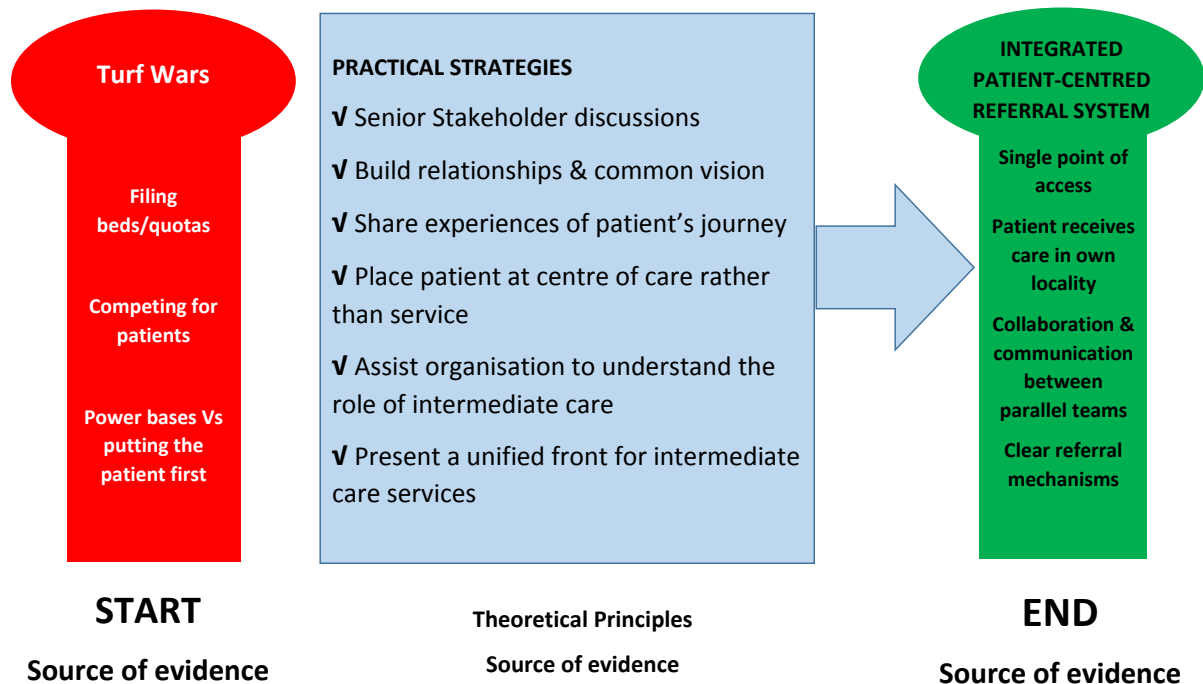 Turf Wars
Filing
beds/quotas
Competing for
patients
Power bases Vs
putting the
patient first
START
Source of evidence
PRACTICAL STRATEGIES
√ Senior Stakeholder discussions
√ Build relationships & common vision
√ Share experiences of patient’s journey
√ Place patient at centre of care rather
than service
√ Assist organisation to understand the
role of intermediate care
√ Present a unified front for intermediate
care services
Theoretical Principles
Source of evidence
INTEGRATED
PATIENT-CENTRED
REFERRAL SYSTEM
Single point of
access
Patient receives
care in own
locality
Collaboration &
communication
between
parallel teams
Clear referral
mechanisms
END
Source of evidence